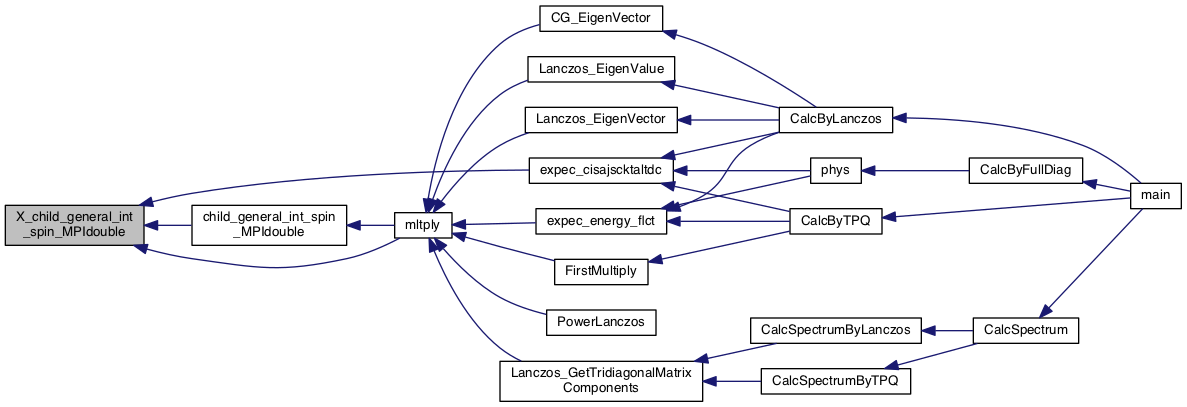 CG_EigenVector
Lanczos_EigenValue
Lanczos_EigenVector
CalcByLanczos
expec_cisajscktaltdc
phys
CalcByFullDiag
main
X_child_general_int
_spin_MPIdouble
child_general_int_spin
_MPIdouble
mltply
expec_energy_flct
CalcByTPQ
FirstMultiply
PowerLanczos
CalcSpectrumByLanczos
CalcSpectrum
Lanczos_GetTridiagonalMatrix
Components
CalcSpectrumByTPQ